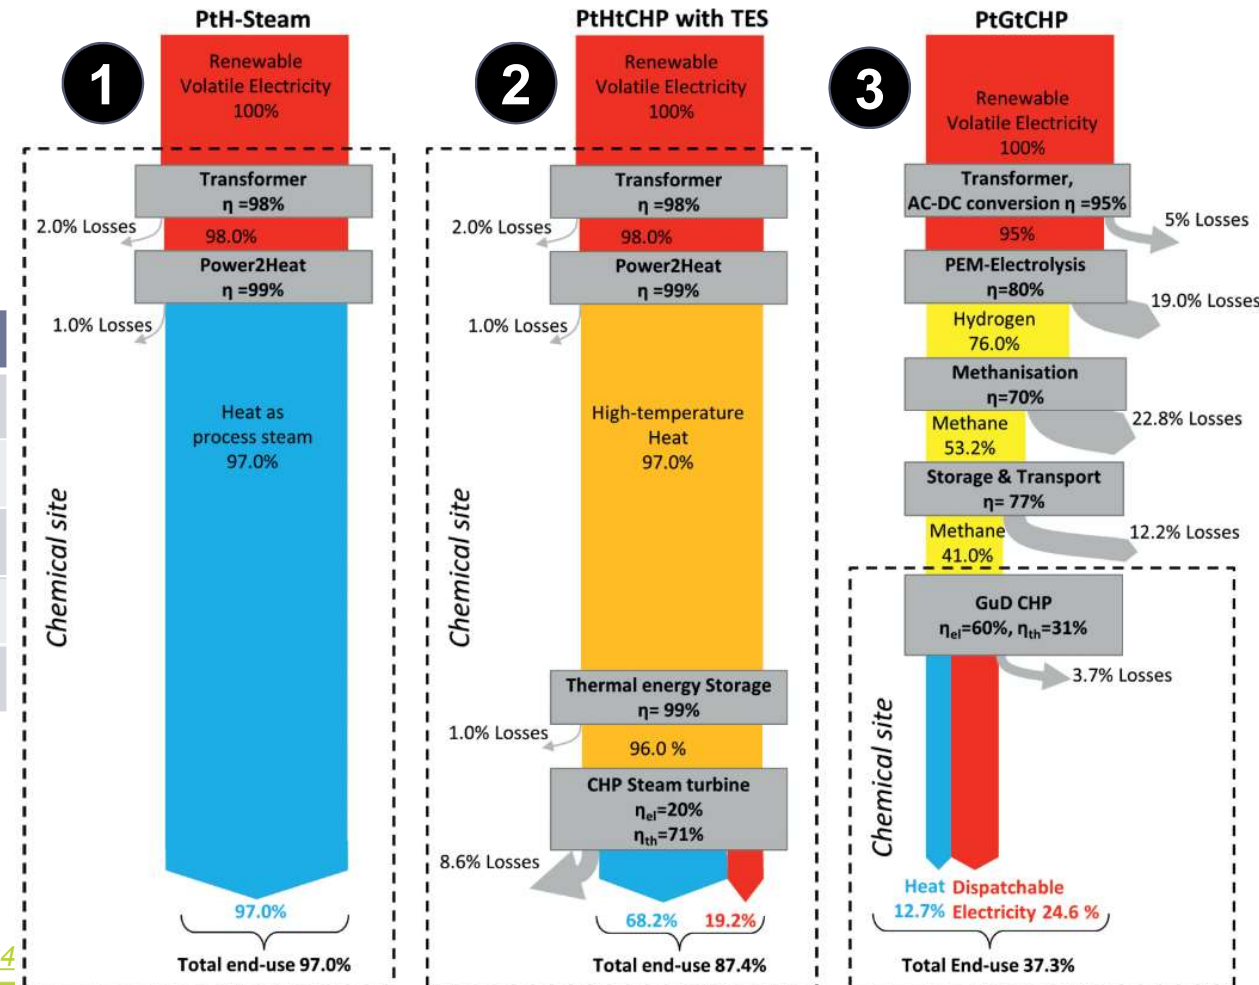 PtH-Steam
1
Renewable
Volatile Electricity
100%
Transformer
η =98%
2.0% Losses
98.0%
Power2Heat
η =99%
1.0% Losses
Heat as
process steam
97.0%
Chemical site
97.0%
Total end-use 97.0%
PtHtCHP with TES
2
Renewable
Volatile Electricity
100%
Transformer
η =98%
2.0% Losses
98.0%
Power2Heat
η =99%
1.0% Losses
High-temperature
Heat
97.0%
Chemical site
Thermal energy Storage
η= 99%
1.0% Losses
96.0 %
CHP Steam turbine
ηel=20%
ηth=71%
8.6% Losses
68.2% 19.2%
Total end-use 87.4%
PtGtCHP
3
Renewable
Volatile Electricity
100%
Transformer,
AC-DC conversion η =95%
5% Losses
95%
PEM-Electrolysis
η=80%
19.0% Losses
Hydrogen
76.0%
Methanisation
η=70%
22.8% Losses
Methane
53.2%
Storage & Transport
η= 77%
12.2% Losses
Methane
41.0%
GuD CHP
ηel=60%, ηth=31%
3.7% Losses
Chemical site
Heat Dispatchable
12.7% Electricity 24.6 %
Total End-use 37.3%
4